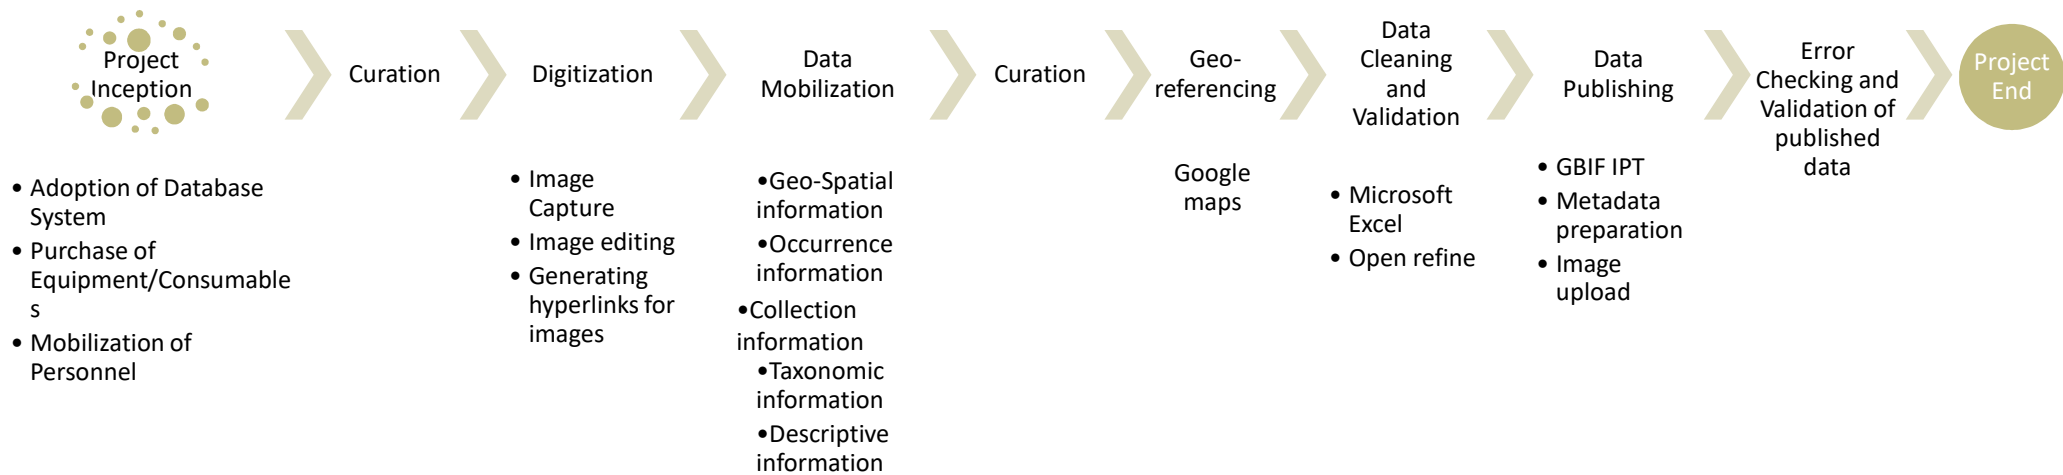 Project
Inception
Curation
Digitization
Data
Mobilization
Curation
Geo-
referencing
Data
Cleaning
and
Validation
Data
Publishing
Error
Checking and
Validation of
published
data
Project
End
• Adoption of Database
System
• Purchase of
Equipment/Consumable
s
• Mobilization of
Personnel
• Image
Capture
• Image editing
• Generating
hyperlinks for
images
•Geo-Spatial
information
•Occurrence
information
•Collection
information
•Taxonomic
information
•Descriptive
information
Google
maps
• Microsoft
Excel
• Open refine
• GBIF IPT
• Metadata
preparation
• Image
upload